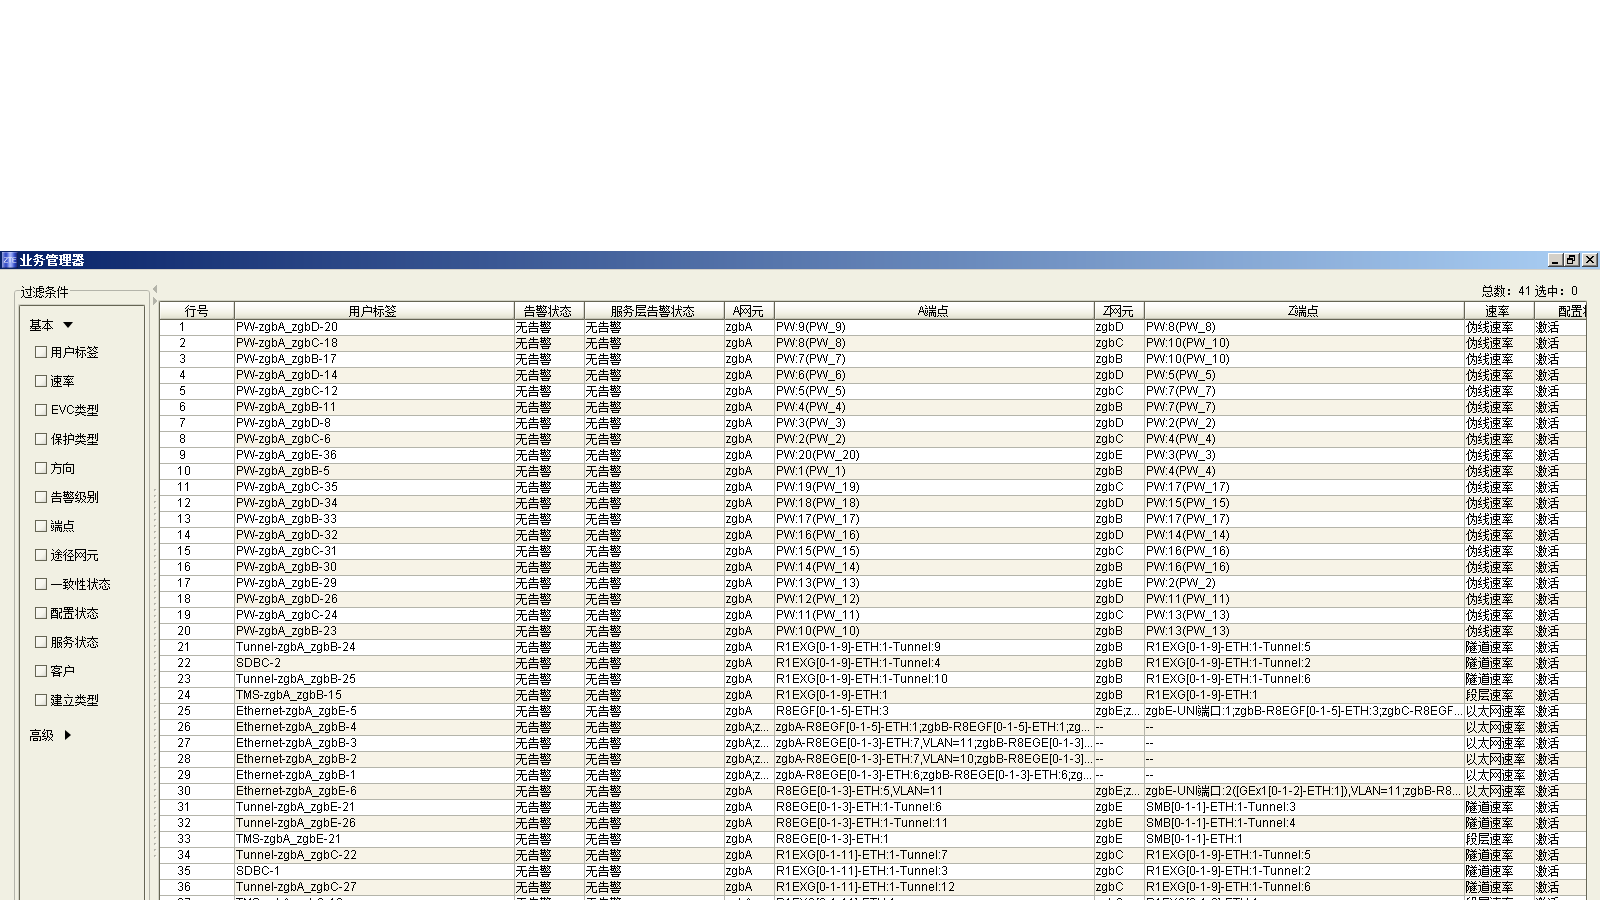 业务管理器
过滤条件
总数：41 选中：0
基本
用户标签
速率
EVC类型
保护类型
方向
告警级别
端点
途径网元
一致性状态
配置状态
服务状态
客户
建立类型
高级
行号 用户标签 告警状态 服务层告警状态 A网元 A端点 Z网元 Z端点 速率
1 PW-zgbA_zgbD-20 无告警 无告警 zgbA PW:9(PW_9) zgbD PW:8(PW_8) 伪线速率 激活
2 PW-zgbA_zgbC-18 无告警 无告警 zgbA PW:8(PW_8) zgbC PW:10(PW_10) 伪线速率 激活
3 PW-zgbA_zgbB-17 无告警 无告警 zgbA PW:7(PW_7) zgbB PW:10(PW_10) 伪线速率 激活
4 PW-zgbA_zgbD-14 无告警 无告警 zgbA PW:6(PW_6) zgbD PW:5(PW_5) 伪线速率 激活
5 PW-zgbA_zgbC-12 无告警 无告警 zgbA PW:5(PW_5) zgbC PW:7(PW_7) 伪线速率 激活
6 PW-zgbA_zgbB-11 无告警 无告警 zgbA PW:4(PW_4) zgbB PW:7(PW_7) 伪线速率 激活
7 PW-zgbA_zgbD-8 无告警 无告警 zgbA PW:3(PW_3) zgbD PW:2(PW_2) 伪线速率 激活
8 PW-zgbA_zgbC-6 无告警 无告警 zgbA PW:2(PW_2) zgbC PW:4(PW_4) 伪线速率 激活
9 PW-zgbA_zgbE-36 无告警 无告警 zgbA PW:20(PW_20) zgbE PW:3(PW_3) 伪线速率 激活
10 PW-zgbA_zgbB-5 无告警 无告警 zgbA PW:1(PW_1) zgbB PW:4(PW_4) 伪线速率 激活
11 PW-zgbA_zgbC-35 无告警 无告警 zgbA PW:19(PW_19) zgbC PW:17(PW_17) 伪线速率 激活
12 PW-zgbA_zgbD-34 无告警 无告警 zgbA PW:18(PW_18) zgbD PW:15(PW_15) 伪线速率 激活
13 PW-zgbA_zgbB-33 无告警 无告警 zgbA PW:17(PW_17) zgbB PW:17(PW_17) 伪线速率 激活
14 PW-zgbA_zgbD-32 无告警 无告警 zgbA PW:16(PW_16) zgbD PW:14(PW_14) 伪线速率 激活
15 PW-zgbA_zgbC-31 无告警 无告警 zgbA PW:15(PW_15) zgbC PW:16(PW_16) 伪线速率 激活
16 PW-zgbA_zgbB-30 无告警 无告警 zgbA PW:14(PW_14) zgbB PW:16(PW_16) 伪线速率 激活
17 PW-zgbA_zgbE-29 无告警 无告警 zgbA PW:13(PW_13) zgbE PW:2(PW_2) 伪线速率 激活
18 PW-zgbA_zgbD-26 无告警 无告警 zgbA PW:12(PW_12) zgbD PW:11(PW_11) 伪线速率 激活
19 PW-zgbA_zgbC-24 无告警 无告警 zgbA PW:11(PW_11) zgbC PW:13(PW_13) 伪线速率 激活
20 PW-zgbA_zgbB-23 无告警 无告警 zgbA PW:10(PW_10) zgbB PW:13(PW_13) 伪线速率 激活
21 Tunnel-zgbA_zgbB-24 无告警 无告警 zgbA R1EXG[0-1-9]-ETH:1-Tunnel:9 zgbB R1EXG[0-1-9]-ETH:1-Tunnel:5 隧道速率 激活
22 SDBC-2 无告警 无告警 zgbA R1EXG[0-1-9]-ETH:1-Tunnel:4 zgbB R1EXG[0-1-9]-ETH:1-Tunnel:2 隧道速率 激活
23 Tunnel-zgbA_zgbB-25 无告警 无告警 zgbA R1EXG[0-1-9]-ETH:1-Tunnel:10 zgbB R1EXG[0-1-9]-ETH:1-Tunnel:6 隧道速率 激活
24 TMS-zgbA_zgbB-15 无告警 无告警 zgbA R1EXG[0-1-9]-ETH:1 zgbB R1EXG[0-1-9]-ETH:1 段层速率 激活
25 Ethernet-zgbA_zgbE-5 无告警 无告警 zgbA R8EGF[0-1-5]-ETH:3 zgbE;z... zgbE-UNI端口:1;zgbB-R8EGF[0-1-5]-ETH:3;zgbC-R8EGF... 以太网速率 激活
26 Ethernet-zgbA_zgbB-4 无告警 无告警 zgbA;z... zgbA-R8EGF[0-1-5]-ETH:1;zgbB-R8EGF[0-1-5]-ETH:1;zg... -- -- 以太网速率 激活
27 Ethernet-zgbA_zgbB-3 无告警 无告警 zgbA;z... zgbA-R8EGE[0-1-3]-ETH:7,VLAN=11;zgbB-R8EGE[0-1-3]... -- -- 以太网速率 激活
28 Ethernet-zgbA_zgbB-2 无告警 无告警 zgbA;z... zgbA-R8EGE[0-1-3]-ETH:7,VLAN=10;zgbB-R8EGE[0-1-3]... -- -- 以太网速率 激活
29 Ethernet-zgbA_zgbB-1 无告警 无告警 zgbA;z... zgbA-R8EGE[0-1-3]-ETH:6;zgbB-R8EGE[0-1-3]-ETH:6;zg... -- -- 以太网速率 激活
30 Ethernet-zgbA_zgbE-6 无告警 无告警 zgbA R8EGE[0-1-3]-ETH:5,VLAN=11 zgbE;z... zgbE-UNI端口:2([GEx1[0-1-2]-ETH:1]),VLAN=11;zgbB-R8... 以太网速率 激活
31 Tunnel-zgbA_zgbE-21 无告警 无告警 zgbA R8EGE[0-1-3]-ETH:1-Tunnel:6 zgbE SMB[0-1-1]-ETH:1-Tunnel:3 隧道速率 激活
32 Tunnel-zgbA_zgbE-26 无告警 无告警 zgbA R8EGE[0-1-3]-ETH:1-Tunnel:11 zgbE SMB[0-1-1]-ETH:1-Tunnel:4 隧道速率 激活
33 TMS-zgbA_zgbE-21 无告警 无告警 zgbA R8EGE[0-1-3]-ETH:1 zgbE SMB[0-1-1]-ETH:1 段层速率 激活
34 Tunnel-zgbA_zgbC-22 无告警 无告警 zgbA R1EXG[0-1-11]-ETH:1-Tunnel:7 zgbC R1EXG[0-1-9]-ETH:1-Tunnel:5 隧道速率 激活
35 SDBC-1 无告警 无告警 zgbA R1EXG[0-1-11]-ETH:1-Tunnel:3 zgbC R1EXG[0-1-9]-ETH:1-Tunnel:2 隧道速率 激活
36 Tunnel-zgbA_zgbC-27 无告警 无告警 zgbA R1EXG[0-1-11]-ETH:1-Tunnel:12 zgbC R1EXG[0-1-9]-ETH:1-Tunnel:6 隧道速率 激活